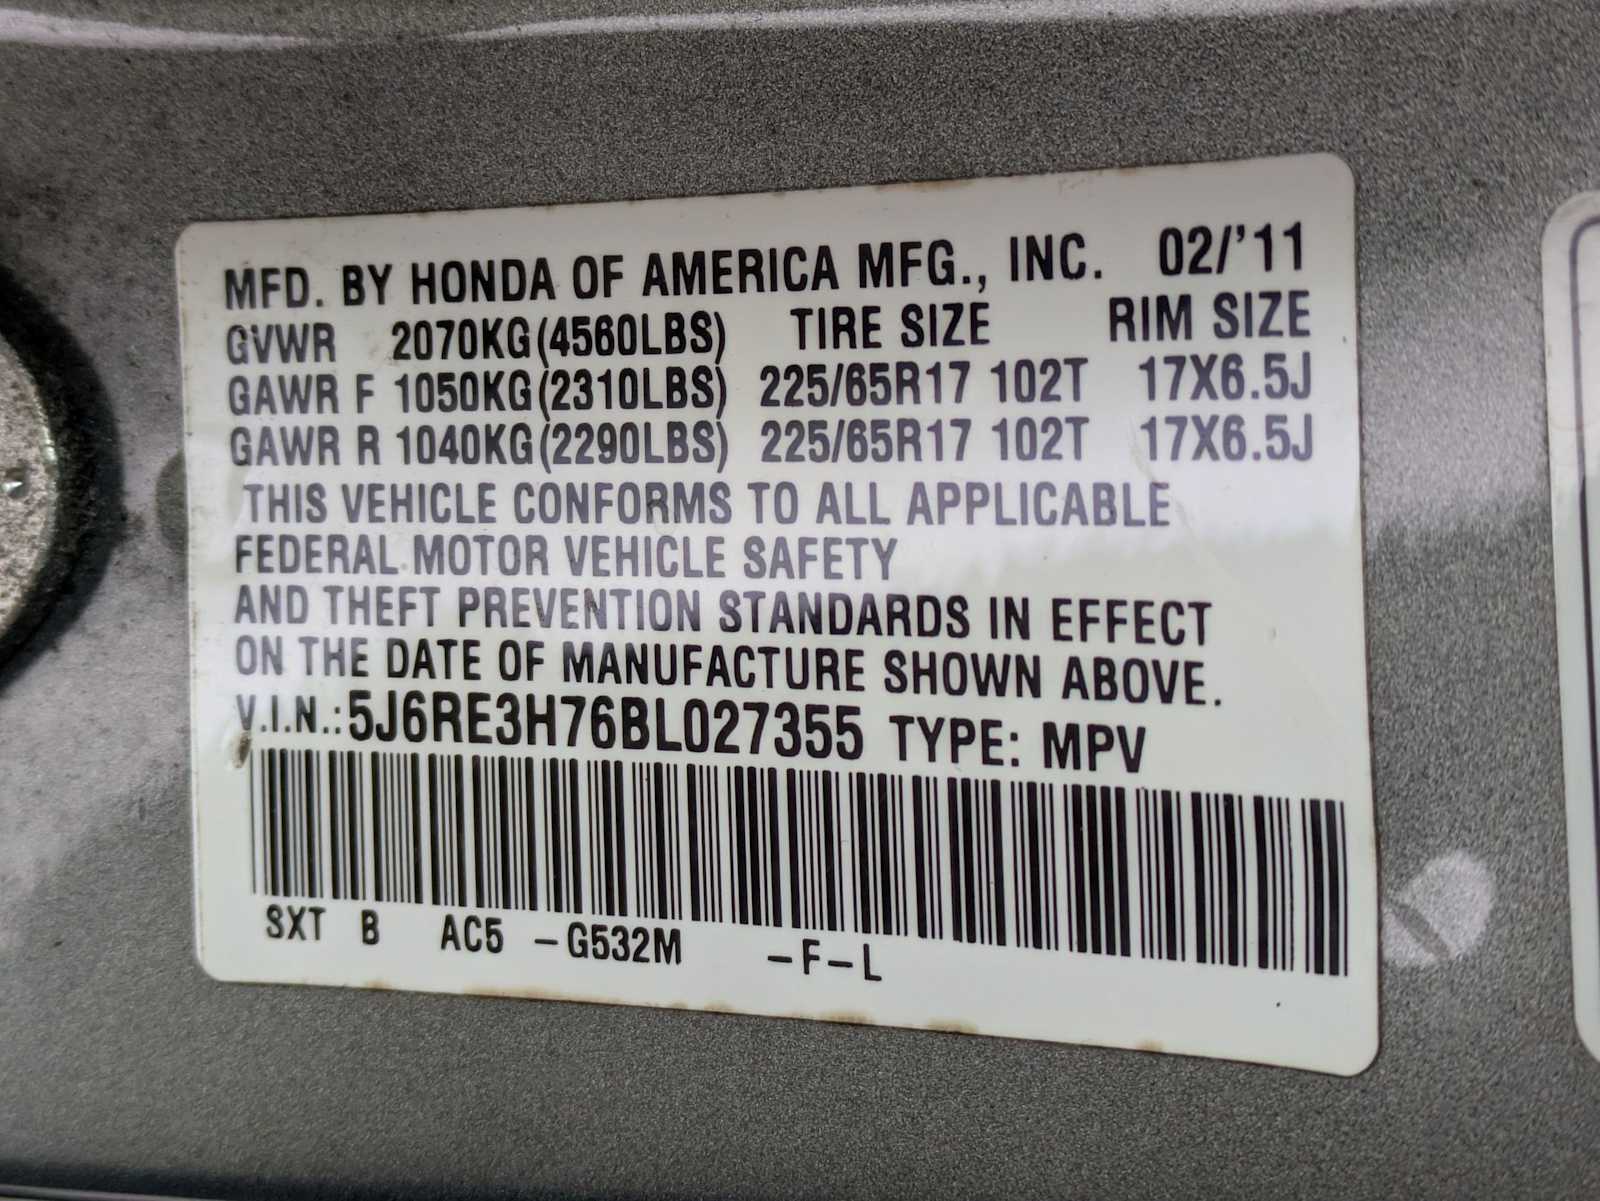 MFD. BY HONDA OF AMERICA MFG., INC. 02/'11
GVWR 2070KG(4560LBS) TIRE SIZE RIM SIZE
GAWR F 1050KG(2310LBS) 225/65R17 102T 17X6.5J
GAWR R 1040KG(2290LBS) 225/65R17 102T 17X6.5J
THIS VEHICLE CONFORMS TO ALL APPLICABLE
FEDERAL MOTOR VEHICLE SAFETY
AND THEFT PREVENTION STANDARDS IN EFFECT
ON THE DATE OF MANUFACTURE SHOWN ABOVE.
V.I.N.:5J6RE3H76BL027355 TYPE: MPV
SXT B AC5 -G532M -F-L